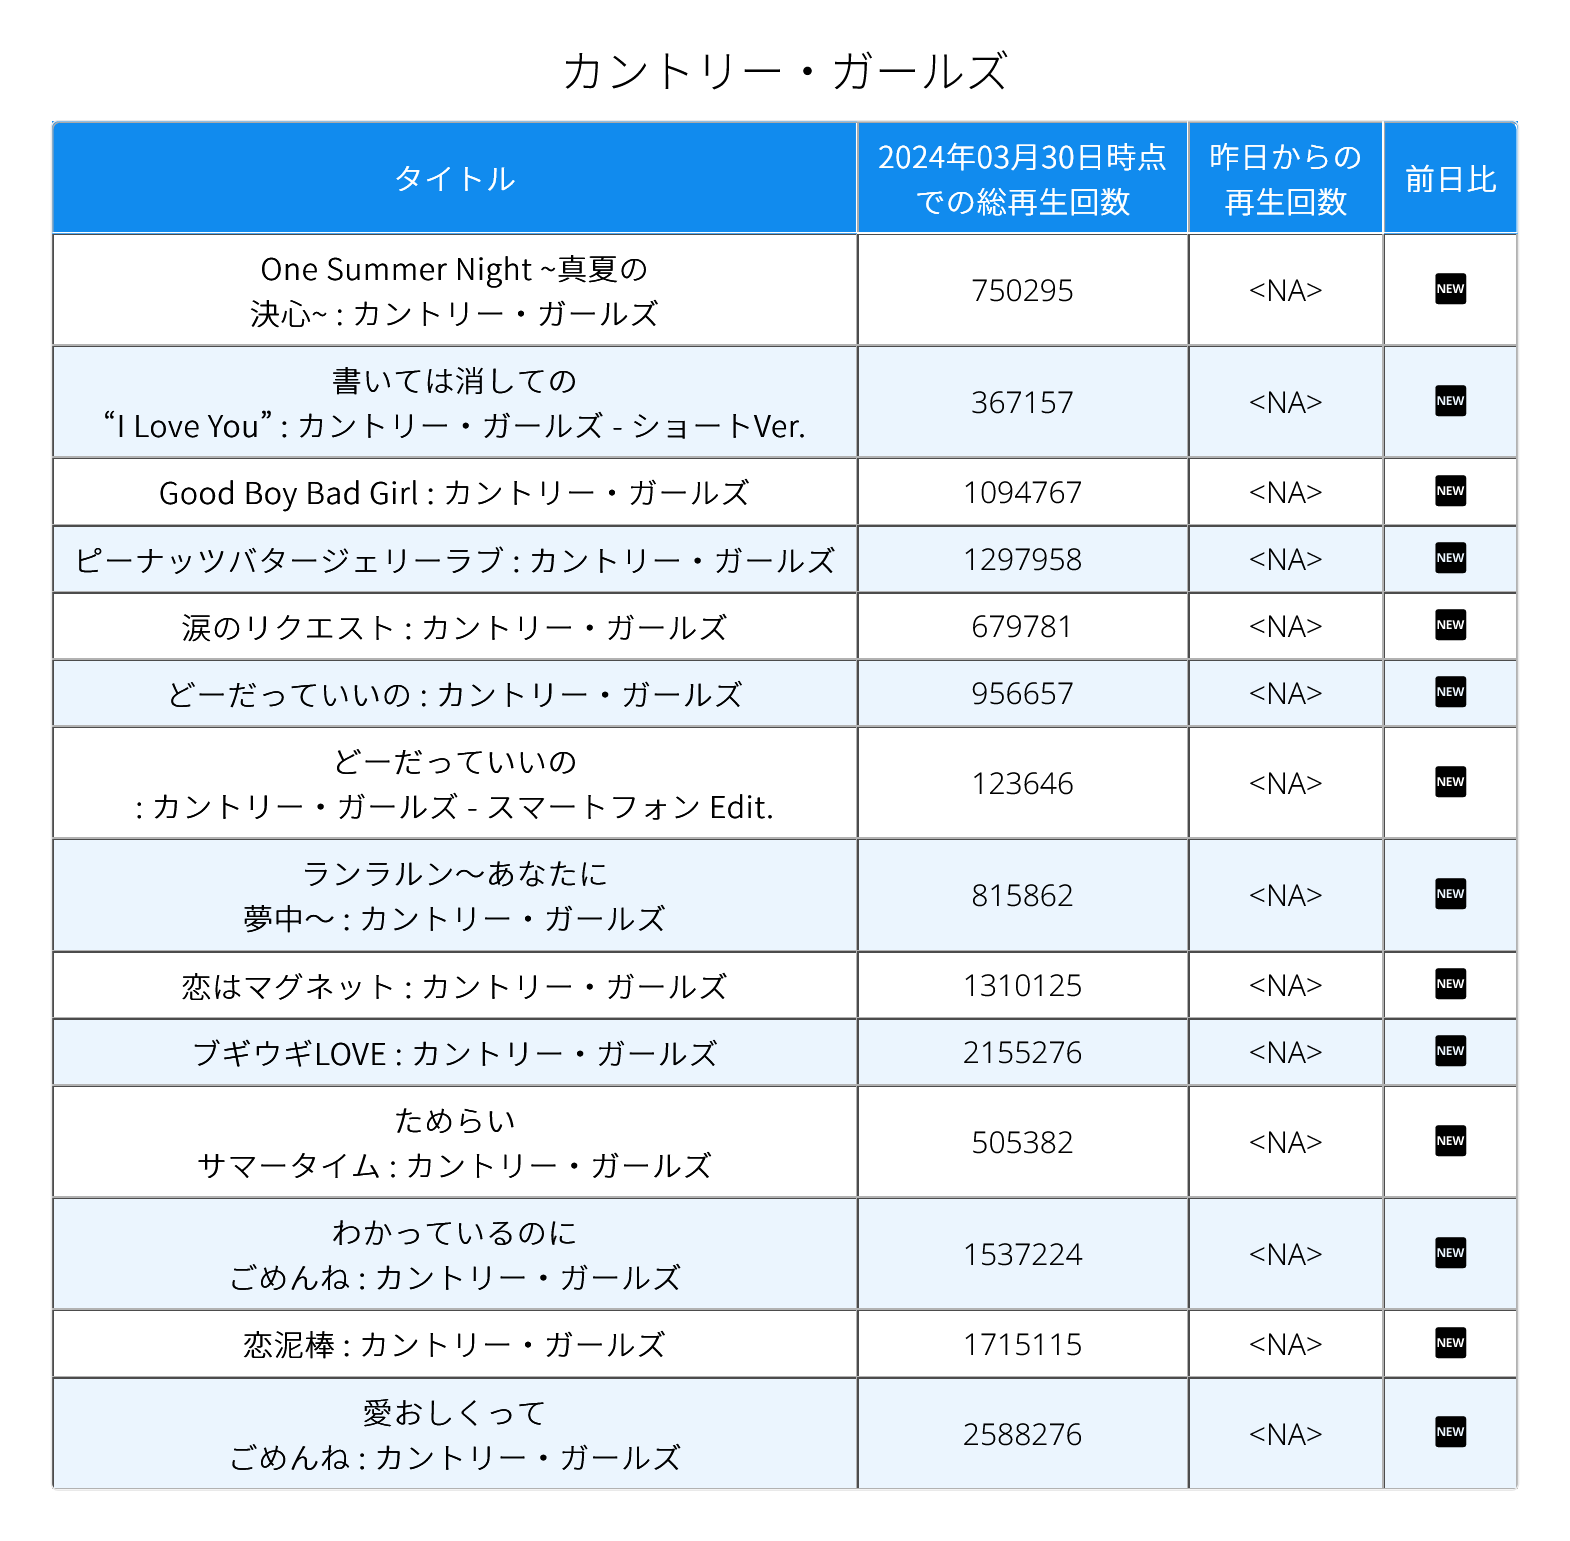 カントリー・ガールズ
タイトル
2024年03月30日時点
での総再生回数
昨日からの
再生回数
前日比
One Summer Night ~真夏の
決心~ : カントリー・ガールズ
750295
<NA>
NEW
書いては消しての
“I Love You” : カントリー・ガールズ - ショートVer.
367157
<NA>
NEW
Good Boy Bad Girl : カントリー・ガールズ
1094767
<NA>
NEW
ピーナッツバタージェリーラブ : カントリー・ガールズ
1297958
<NA>
NEW
涙のリクエスト : カントリー・ガールズ
679781
<NA>
NEW
どーだっていいの : カントリー・ガールズ
956657
<NA>
NEW
どーだっていいの
: カントリー・ガールズ - スマートフォン Edit.
123646
<NA>
NEW
ランラルン～あなたに
夢中～ : カントリー・ガールズ
815862
<NA>
NEW
恋はマグネット : カントリー・ガールズ
1310125
<NA>
NEW
ブギウギLOVE : カントリー・ガールズ
2155276
<NA>
NEW
ためらい
サマータイム : カントリー・ガールズ
505382
<NA>
NEW
わかっているのに
ごめんね : カントリー・ガールズ
1537224
<NA>
NEW
恋泥棒 : カントリー・ガールズ
1715115
<NA>
NEW
愛おしくって
ごめんね : カントリー・ガールズ
2588276
<NA>
NEW